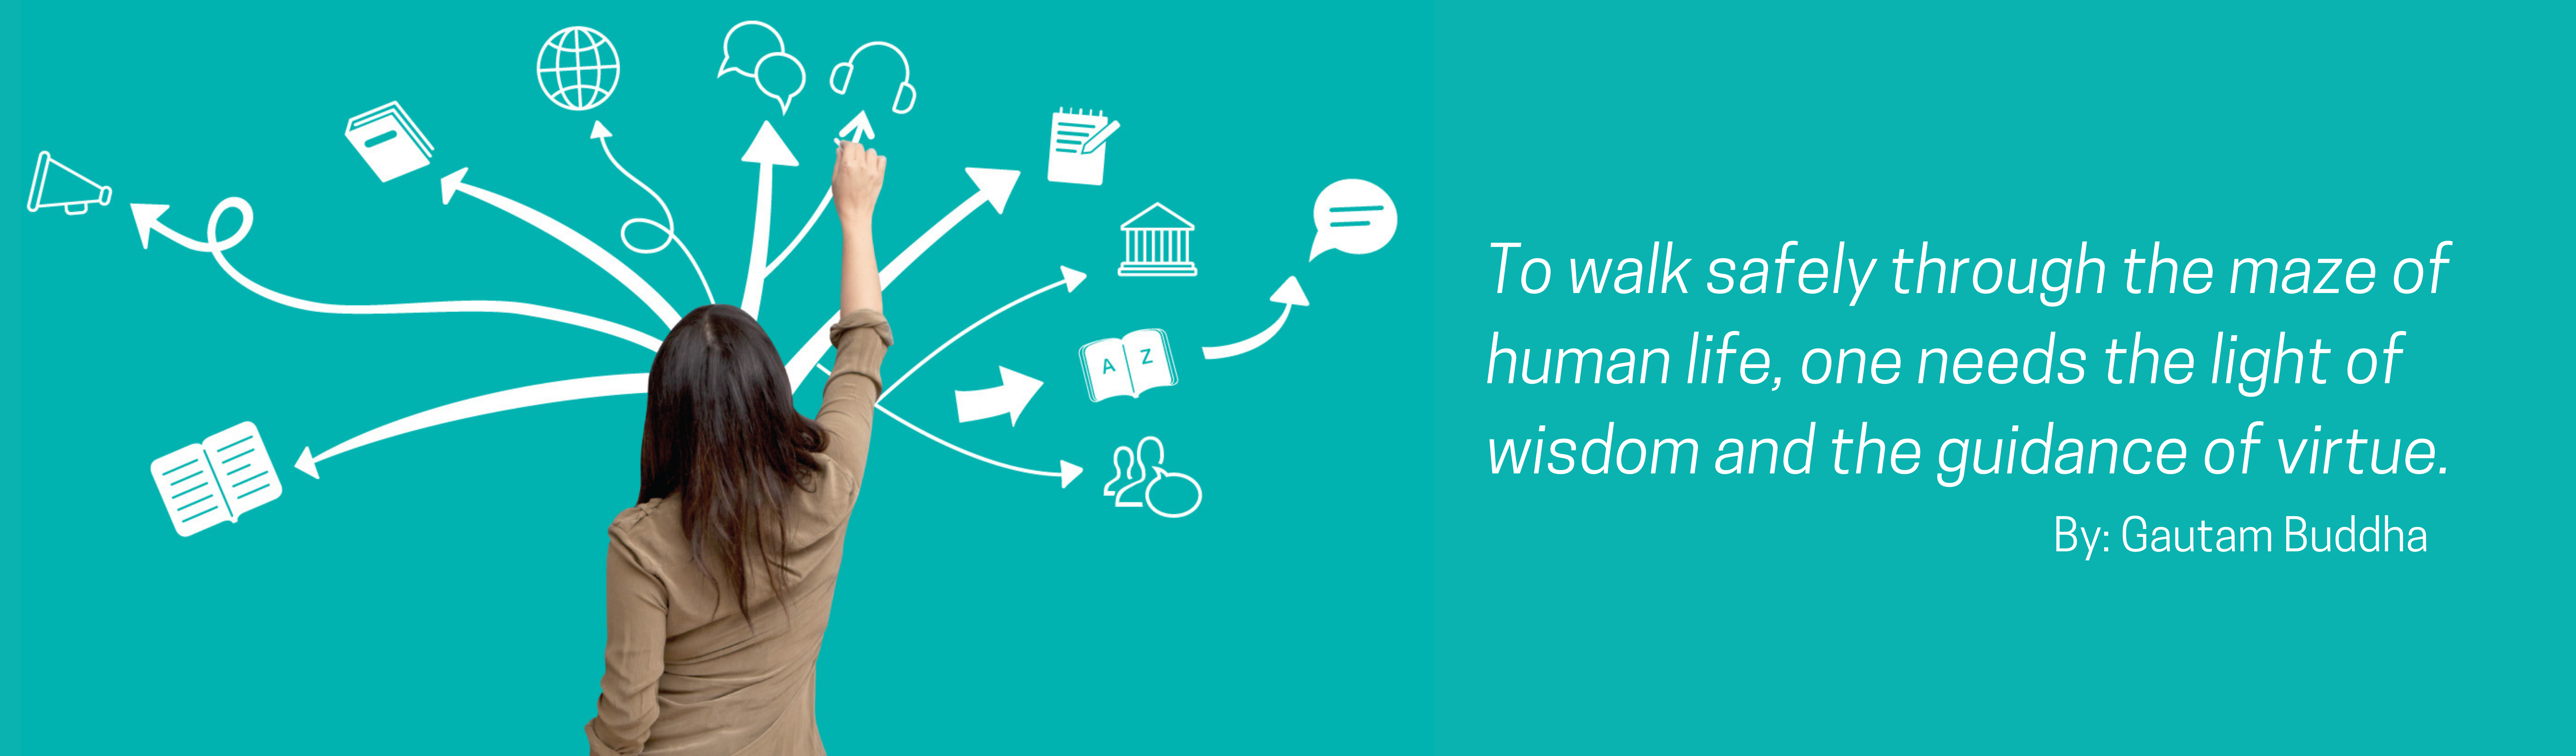 A Z
To walk safely through the maze of
human life, one needs the light of
wisdom and the guidance of virtue.
By: Gautam Buddha